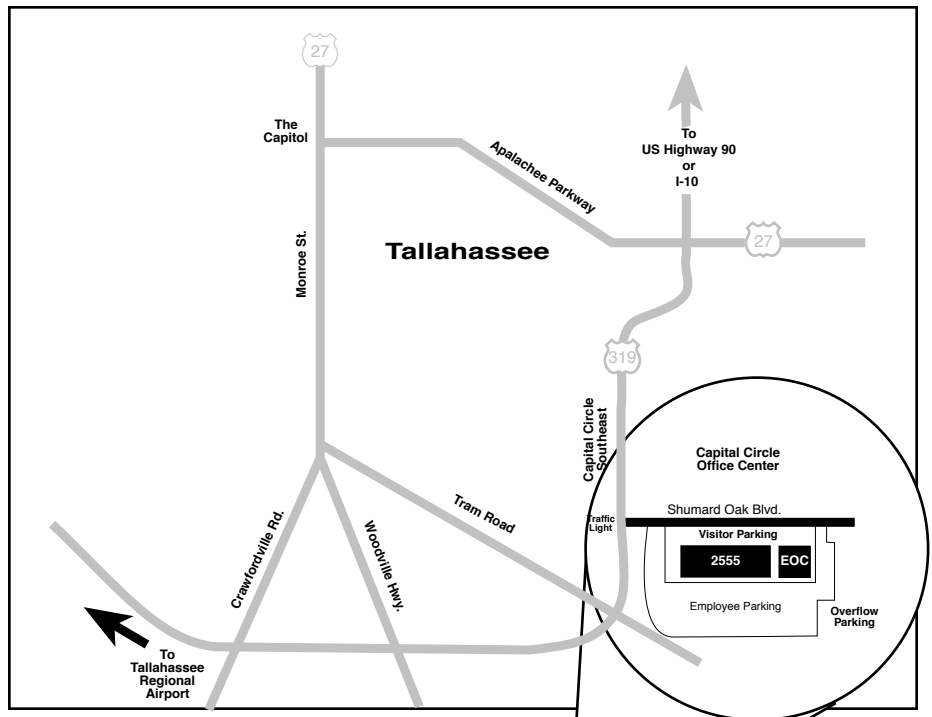 27
The
Capitol
To
US Highway 90
or
I-10
Apalachee Parkway
Monroe St.
Tallahassee
27
319
Capital Circle
Southeast
Capital Circle
Office Center
Shumard Oak Blvd.
Traffic
Light
Visitor Parking
2555
EOC
Employee Parking
Overflow
Parking
Tram Road
Crawfordville Rd.
Woodville Hwy.
To
Tallahassee
Regional
Airport